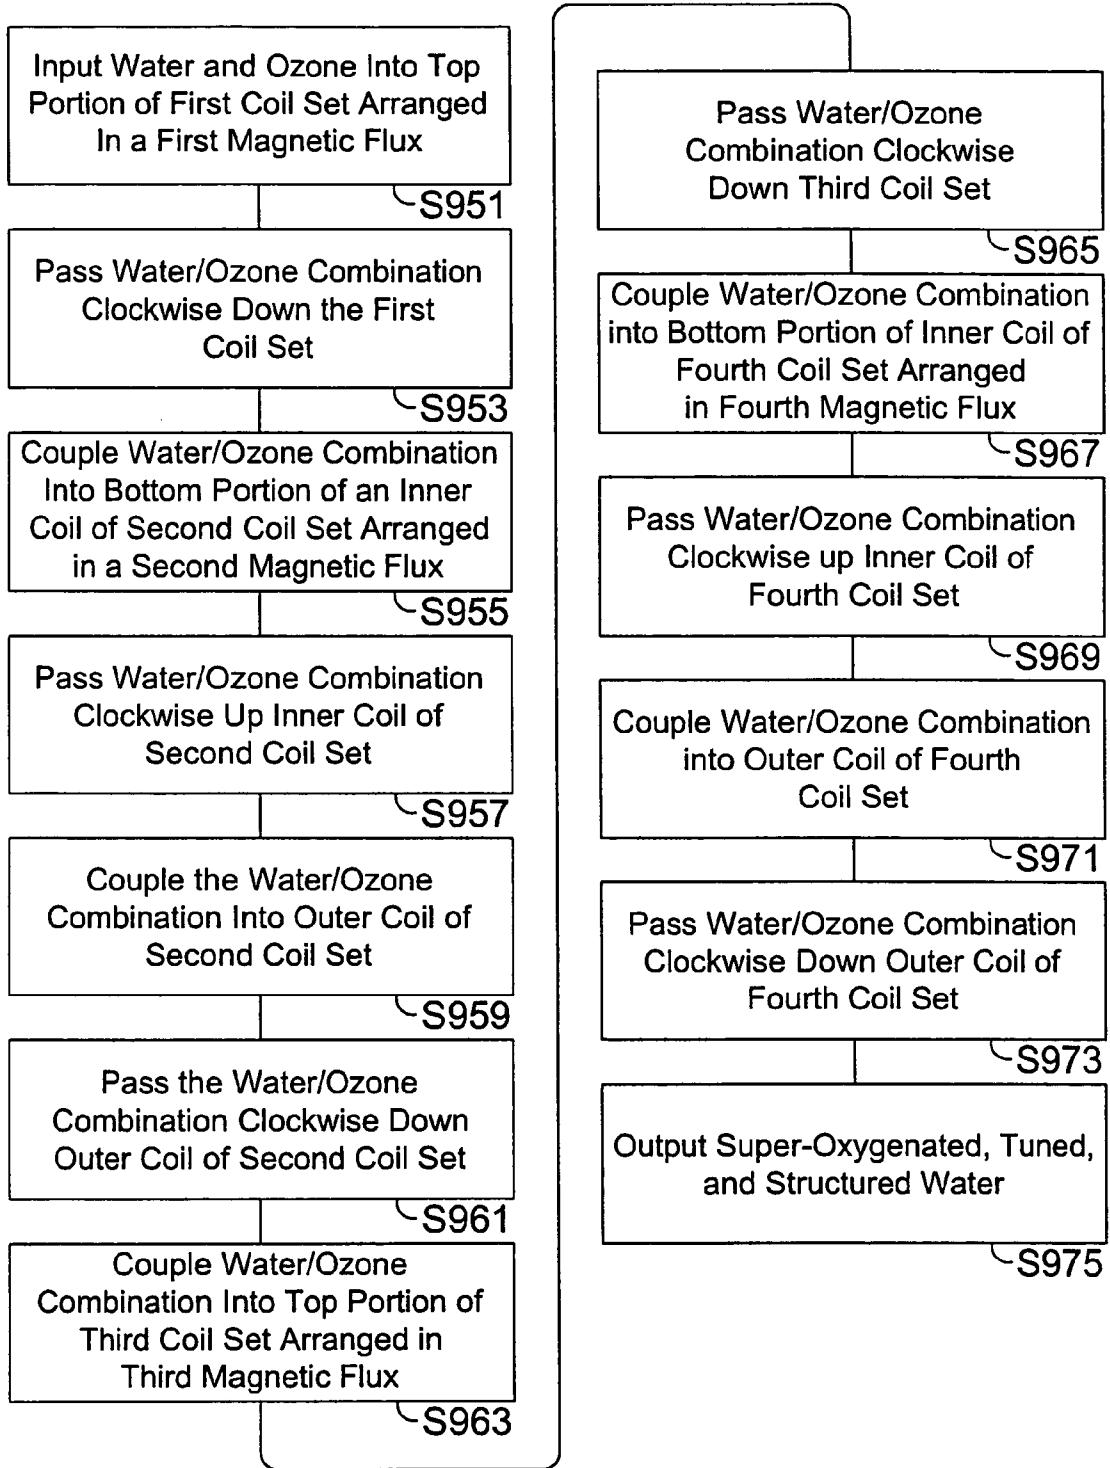 Input Water and Ozone Into Top
Portion of First Coil Set Arranged
In a First Magnetic Flux
S951
Pass Water/Ozone Combination
Clockwise Down the First
Coil Set
S953
Couple Water/Ozone Combination
Into Bottom Portion of an Inner
Coil of Second Coil Set Arranged
in a Second Magnetic Flux
S955
Pass Water/Ozone Combination
Clockwise Up Inner Coil of
Second Coil Set
S957
Couple the Water/Ozone
Combination Into Outer Coil of
Second Coil Set
S959
Pass the Water/Ozone
Combination Clockwise Down
Outer Coil of Second Coil Set
S961
Couple Water/Ozone
Combination Into Top Portion of
Third Coil Set Arranged in
Third Magnetic Flux
S963
Pass Water/Ozone
Combination Clockwise
Down Third Coil Set
S965
Couple Water/Ozone Combination
into Bottom Portion of Inner Coil of
Fourth Coil Set Arranged
in Fourth Magnetic Flux
S967
Pass Water/Ozone Combination
Clockwise up Inner Coil of
Fourth Coil Set
S969
Couple Water/Ozone Combination
into Outer Coil of Fourth
Coil Set
S971
Pass Water/Ozone Combination
Clockwise Down Outer Coil of
Fourth Coil Set
S973
Output Super-Oxygenated, Tuned,
and Structured Water
S975